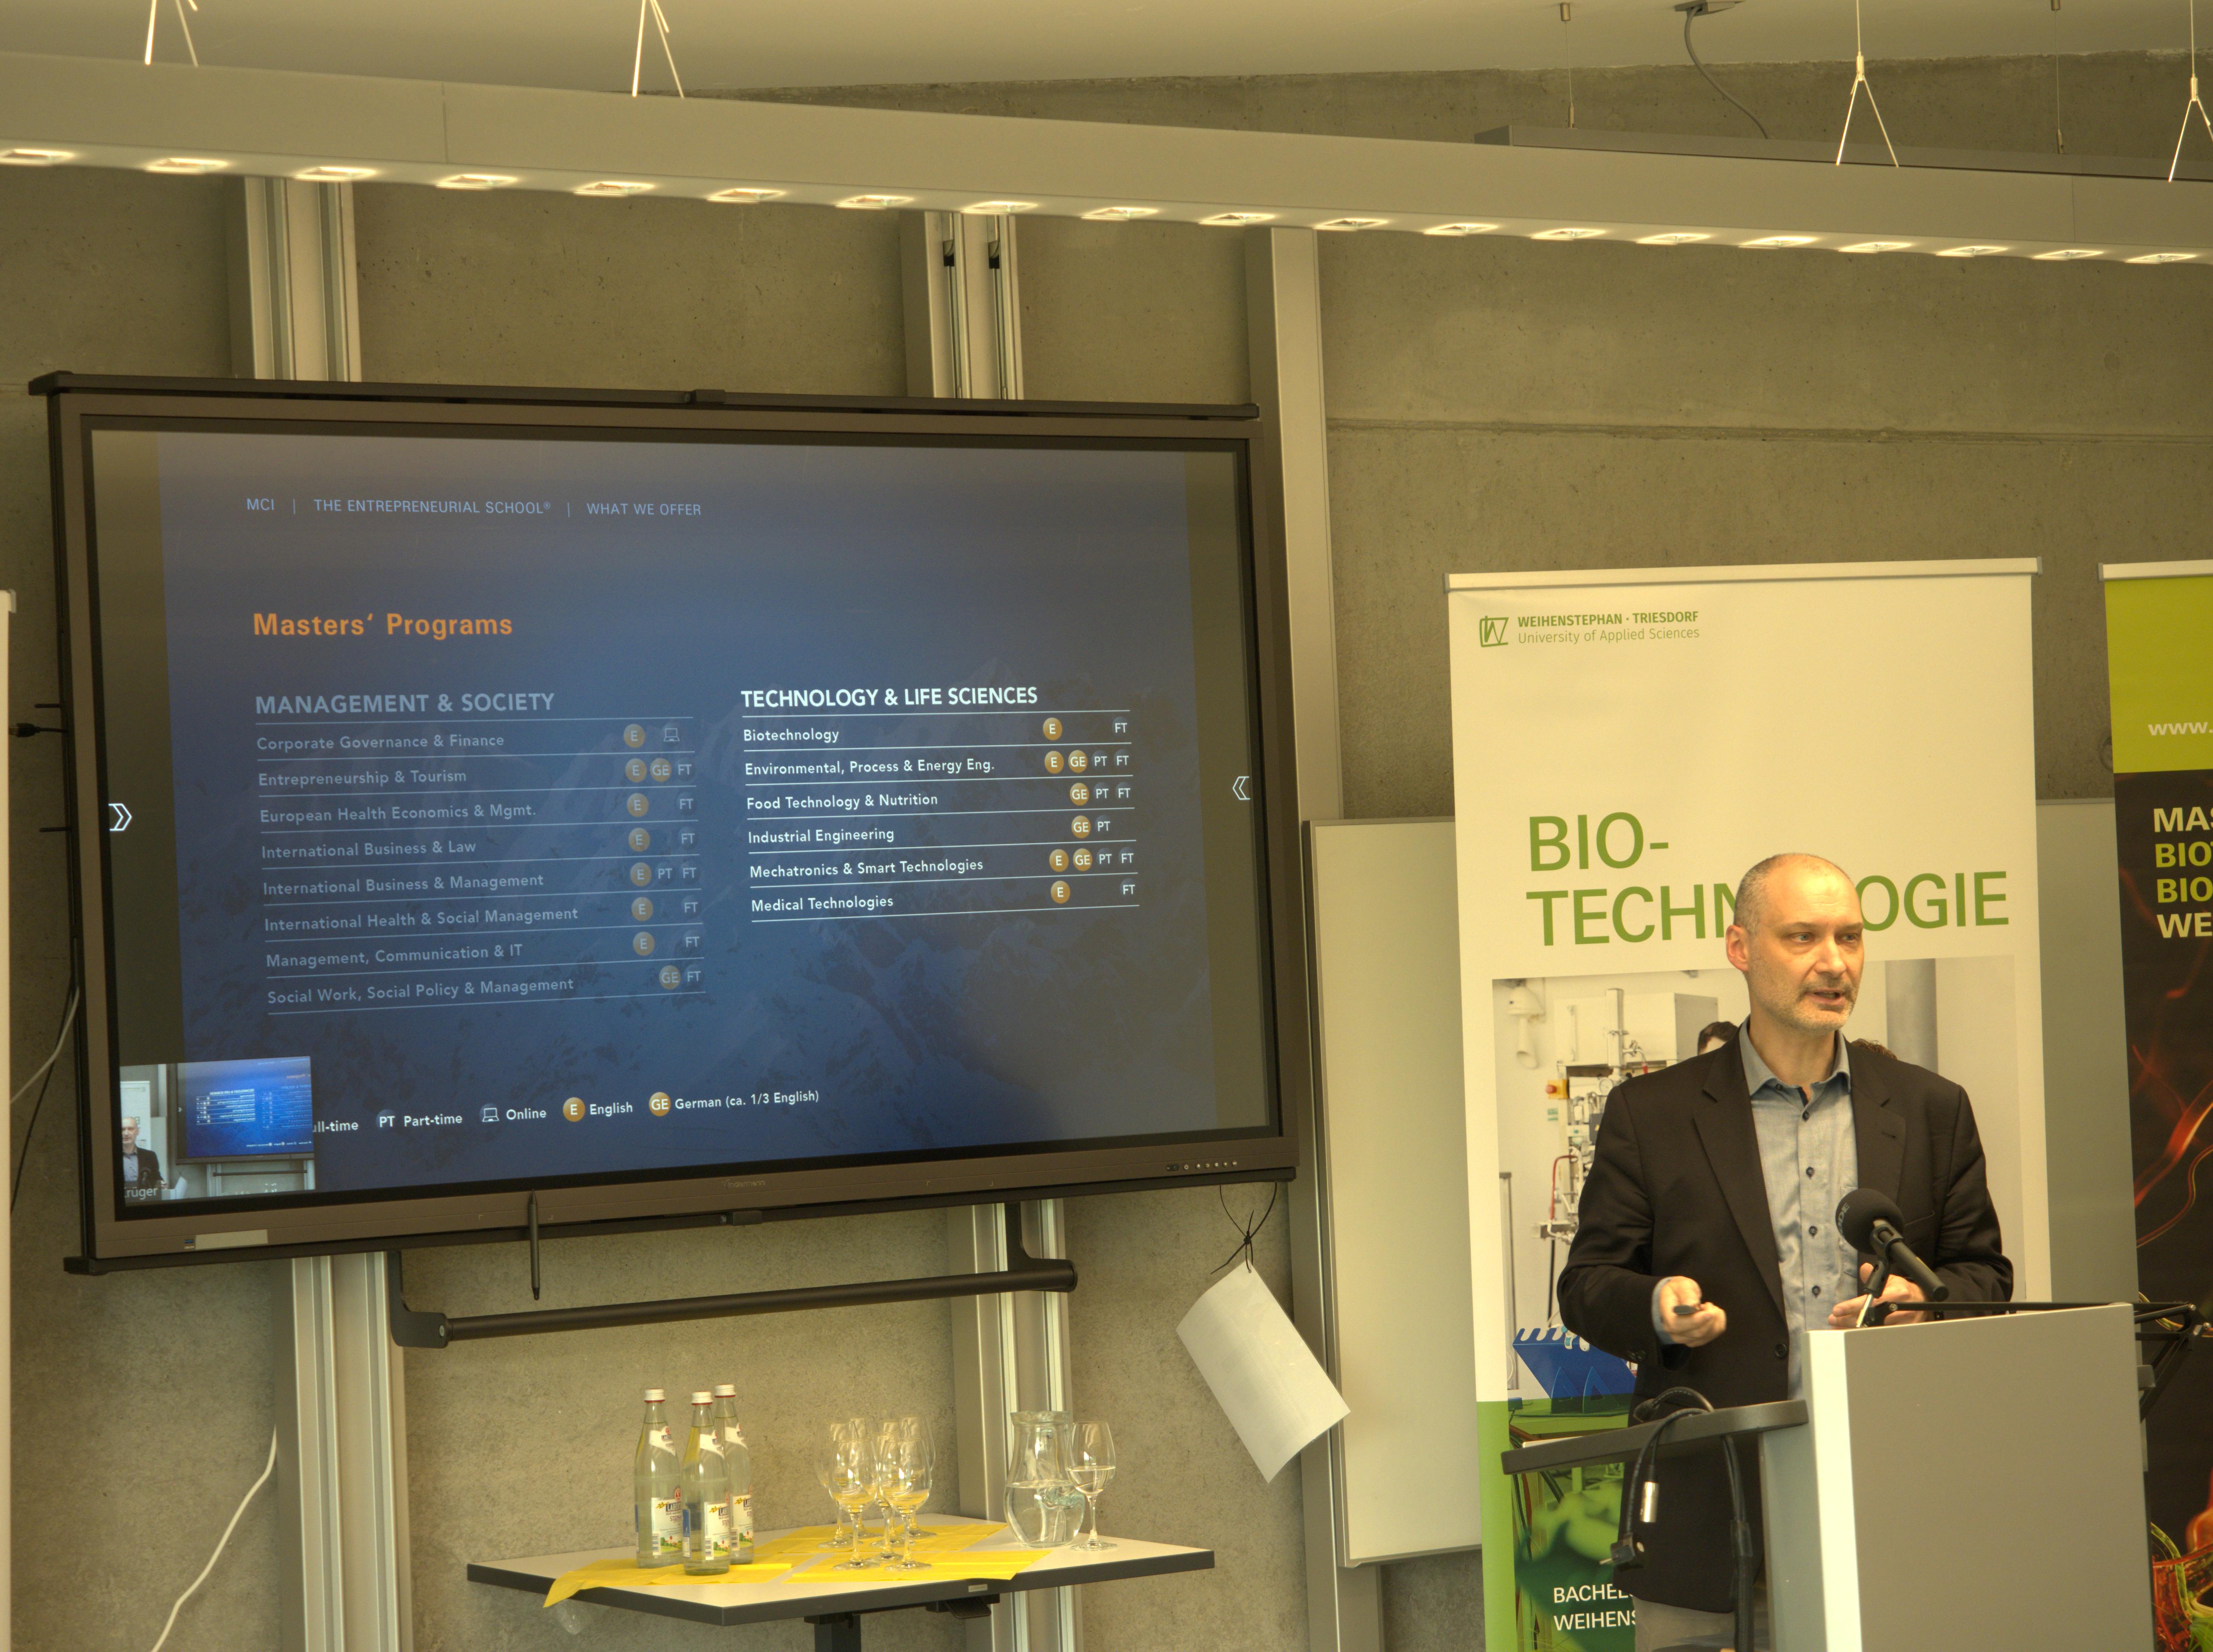 MCI | THE ENTREPRENEURIAL SCHOOL® | WHAT WE OFFER
Masters‘ Programs
MANAGEMENT & SOCIETY
Corporate Governance & Finance E
Entrepreneurship & Tourism E GE FT
European Health Economics & Mgmt. E FT
International Business & Law E FT
International Business & Management E PT FT
International Health & Social Management E FT
Management, Communication & IT E FT
Social Work, Social Policy & Management GE FT
TECHNOLOGY & LIFE SCIENCES
Biotechnology E FT
Environmental, Process & Energy Eng. E GE PT FT
Food Technology & Nutrition GE PT FT
Industrial Engineering GE PT
Mechatronics & Smart Technologies E GE PT FT
Medical Technologies E FT
ull-time PT Part-time Online E English GE German (ca. 1/3 English)
rüger
WEIHENSTEPHAN · TRIESDORF
University of Applied Sciences
BIO-
TECHN OGIE
BACHEL
WEIHENS
www.
MAS
BIO
BIO
WE